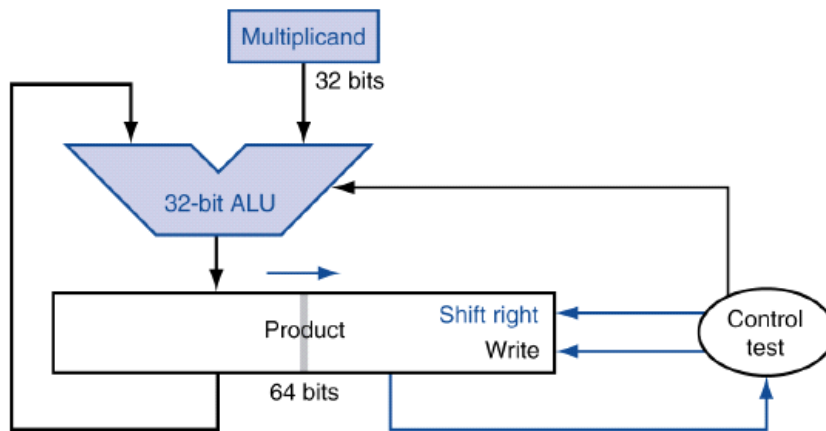 Multiplicand
32 bits
32-bit ALU
Product
Shift right
Write
64 bits
Control
test